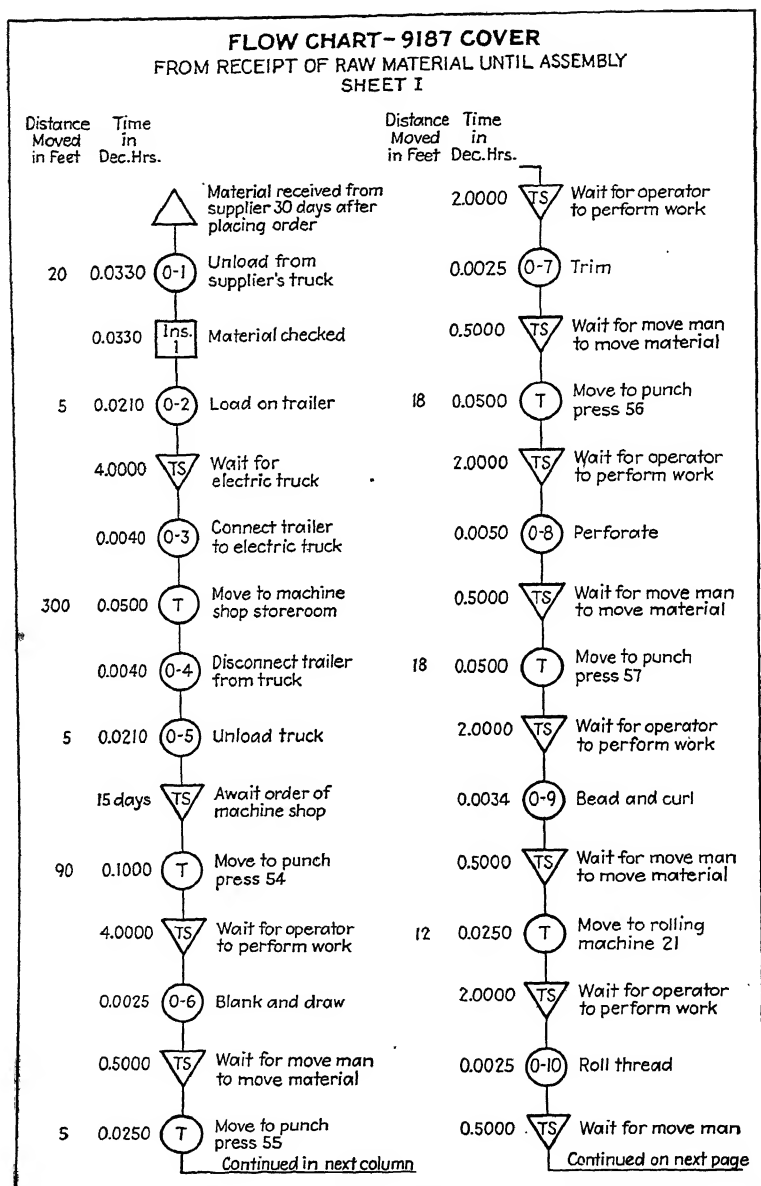 FLOW CHART-9187 COVER
FROM RECEIPT OF RAW MATERIAL UNTIL ASSEMBLY
SHEET I
Distance Time
Moved in
in Feet Dec.Hrs.
Material received from
supplier 30 days after
placing order
20 0.0330 O-1 Unload from
supplier's truck
0.0330 Ins. 1 Material checked
5 0.0210 O-2 Load on trailer
4.0000 TS Wait for
electric truck
0.0040 O-3 Connect trailer
to electric truck
300 0.0500 T Move to machine
shop storeroom
0.0040 O-4 Disconnect trailer
from truck
5 0.0210 O-5 Unload truck
15 days TS Await order of
machine shop
90 0.1000 T Move to punch
press 54
4.0000 TS Wait for operator
to perform work
0.0025 O-6 Blank and draw
0.5000 TS Wait for move man
to move material
5 0.0250 T Move to punch
press 55
Continued in next column
Distance Time
Moved in
in Feet Dec.Hrs.
2.0000 TS Wait for operator
to perform work
0.0025 O-7 Trim
0.5000 TS Wait for move man
to move material
18 0.0500 T Move to punch
press 56
2.0000 TS Wait for operator
to perform work
0.0050 O-8 Perforate
0.5000 TS Wait for move man
to move material
18 0.0500 T Move to punch
press 57
2.0000 TS Wait for operator
to perform work
0.0034 O-9 Bead and curl
0.5000 TS Wait for move man
to move material
12 0.0250 T Move to rolling
machine 21
2.0000 TS Wait for operator
to perform work
0.0025 O-10 Roll thread
0.5000 TS Wait for move man
Continued on next page